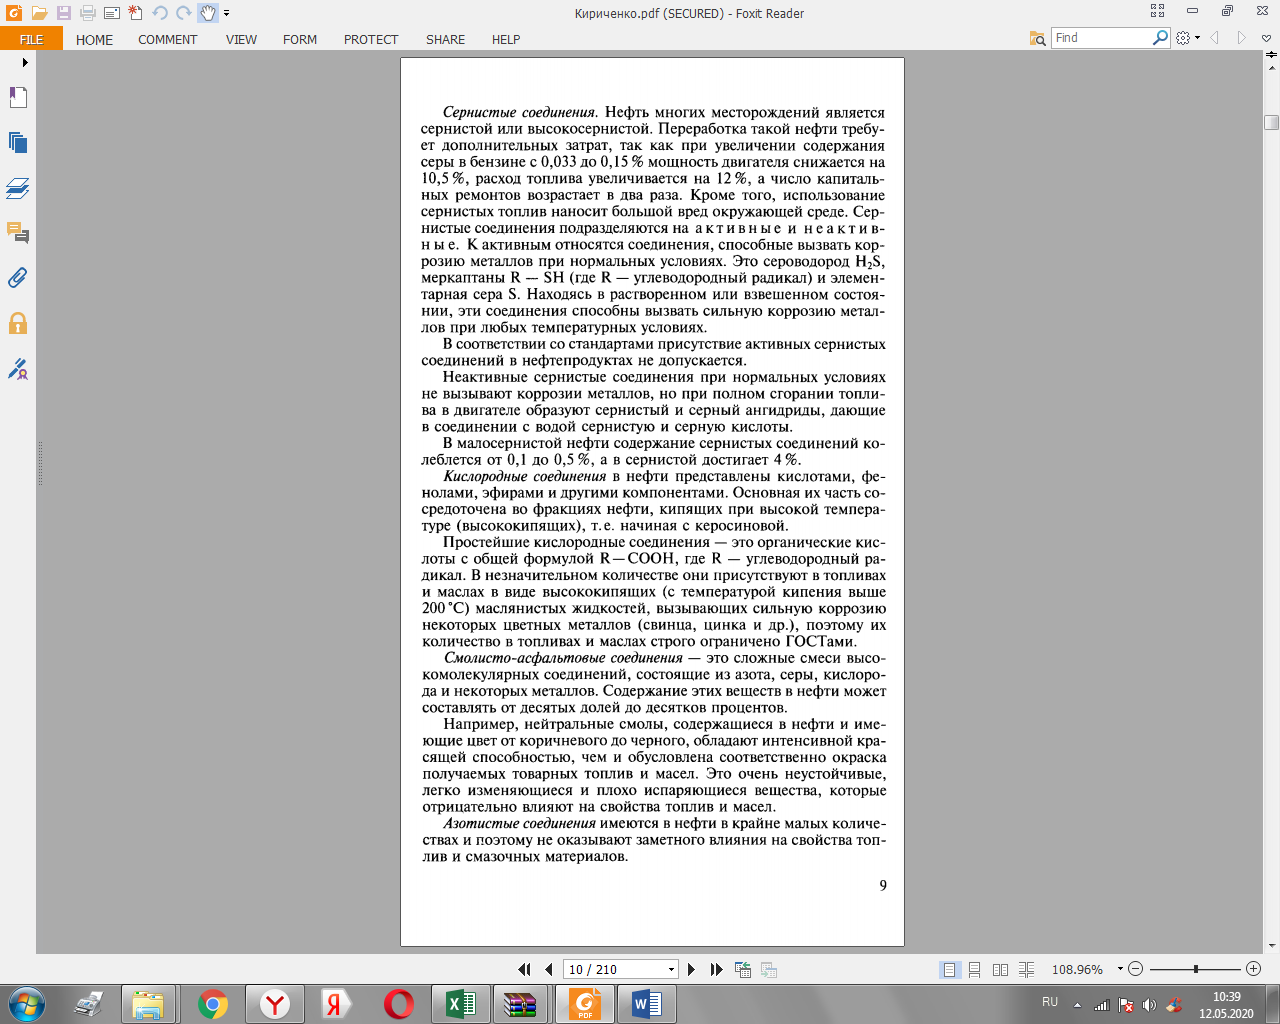 Кириченко.pdf (SECURED) - Foxit Reader
FILE HOME COMMENT VIEW FORM PROTECT SHARE HELP Find
Сернистые соединения. Нефть многих месторождений является
сернистой или высокосернистой. Переработка такой нефти требу-
ет дополнительных затрат, так как при увеличении содержания
серы в бензине с 0,033 до 0,15 % мощность двигателя снижается на
10,5 %, расход топлива увеличивается на 12 %, а число капиталь-
ных ремонтов возрастает в два раза. Кроме того, использование
сернистых топлив наносит большой вред окружающей среде. Сер-
нистые соединения подразделяются на а к т и в н ы е и н е а к т и в-
н ы е. К активным относятся соединения, способные вызвать кор-
розию металлов при нормальных условиях. Это сероводород H₂S,
меркаптаны R — SH (где R — углеводородный радикал) и элемен-
тарная сера S. Находясь в растворенном или взвешенном состоя-
нии, эти соединения способны вызвать сильную коррозию метал-
лов при любых температурных условиях.
В соответствии со стандартами присутствие активных сернистых
соединений в нефтепродуктах не допускается.
Неактивные сернистые соединения при нормальных условиях
не вызывают коррозии металлов, но при полном сгорании топли-
ва в двигателе образуют сернистый и серный ангидриды, дающие
в соединении с водой сернистую и серную кислоты.
В малосернистой нефти содержание сернистых соединений ко-
леблется от 0,1 до 0,5 %, а в сернистой достигает 4 %.
Кислородные соединения в нефти представлены кислотами, фе-
нолами, эфирами и другими компонентами. Основная их часть со-
средоточена во фракциях нефти, кипящих при высокой темпера-
туре (высококипящих), т. е. начиная с керосиновой.
Простейшие кислородные соединения — это органические кис-
лоты с общей формулой R—COOH, где R — углеводородный ра-
дикал. В незначительном количестве они присутствуют в топливах
и маслах в виде высококипящих (с температурой кипения выше
200 °C) маслянистых жидкостей, вызывающих сильную коррозию
некоторых цветных металлов (свинца, цинка и др.), поэтому их
количество в топливах и маслах строго ограничено ГОСТами.
Смолисто-асфальтовые соединения — это сложные смеси высо-
комолекулярных соединений, состоящие из азота, серы, кислоро-
да и некоторых металлов. Содержание этих веществ в нефти может
составлять от десятых долей до десятков процентов.
Например, нейтральные смолы, содержащиеся в нефти и име-
ющие цвет от коричневого до черного, обладают интенсивной кра-
сящей способностью, чем и обусловлена соответственно окраска
получаемых товарных топлив и масел. Это очень неустойчивые,
легко изменяющиеся и плохо испаряющиеся вещества, которые
отрицательно влияют на свойства топлив и масел.
Азотистые соединения имеются в нефти в крайне малых количе-
ствах и поэтому не оказывают заметного влияния на свойства топ-
лив и смазочных материалов.
9
10 / 210 108.96%
RU 10:39
12.05.2020